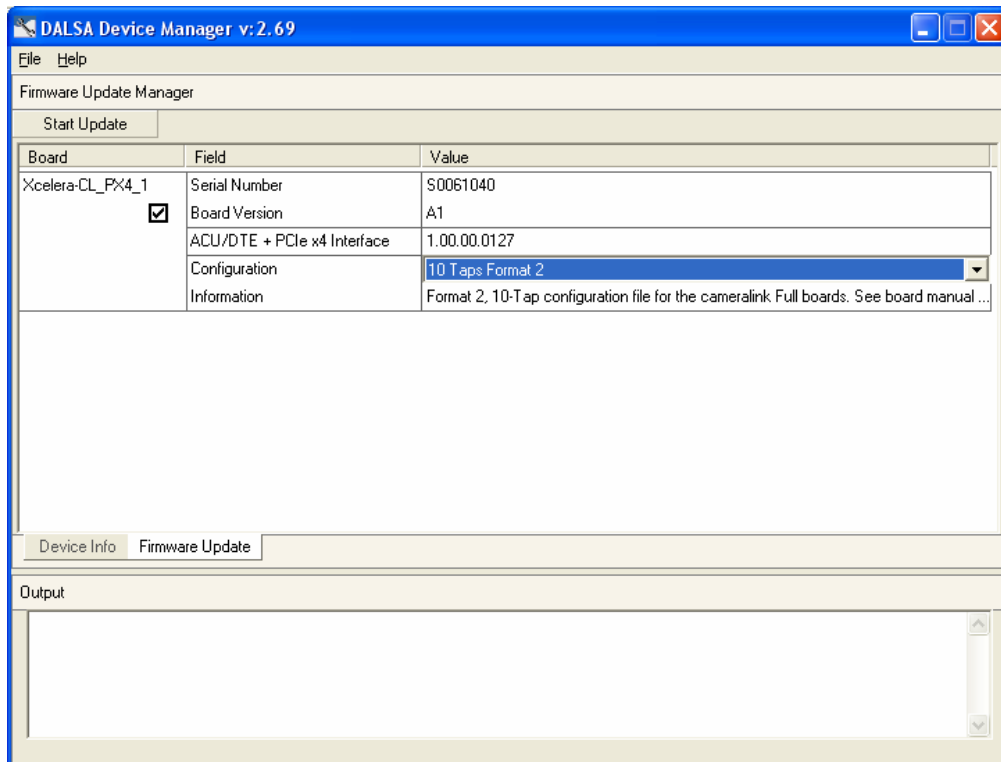 DALSA Device Manager v:2.69
File Help
Firmware Update Manager
Start Update
Board Field Value
Xcelera-CL_PX4_1 Serial Number S0061040
Board Version A1
ACU/DTE + PCIe x4 Interface 1.00.00.0127
Configuration 10 Taps Format 2
Information Format 2, 10-Tap configuration file for the cameralink Full boards. See board manual ...
Device Info Firmware Update
Output